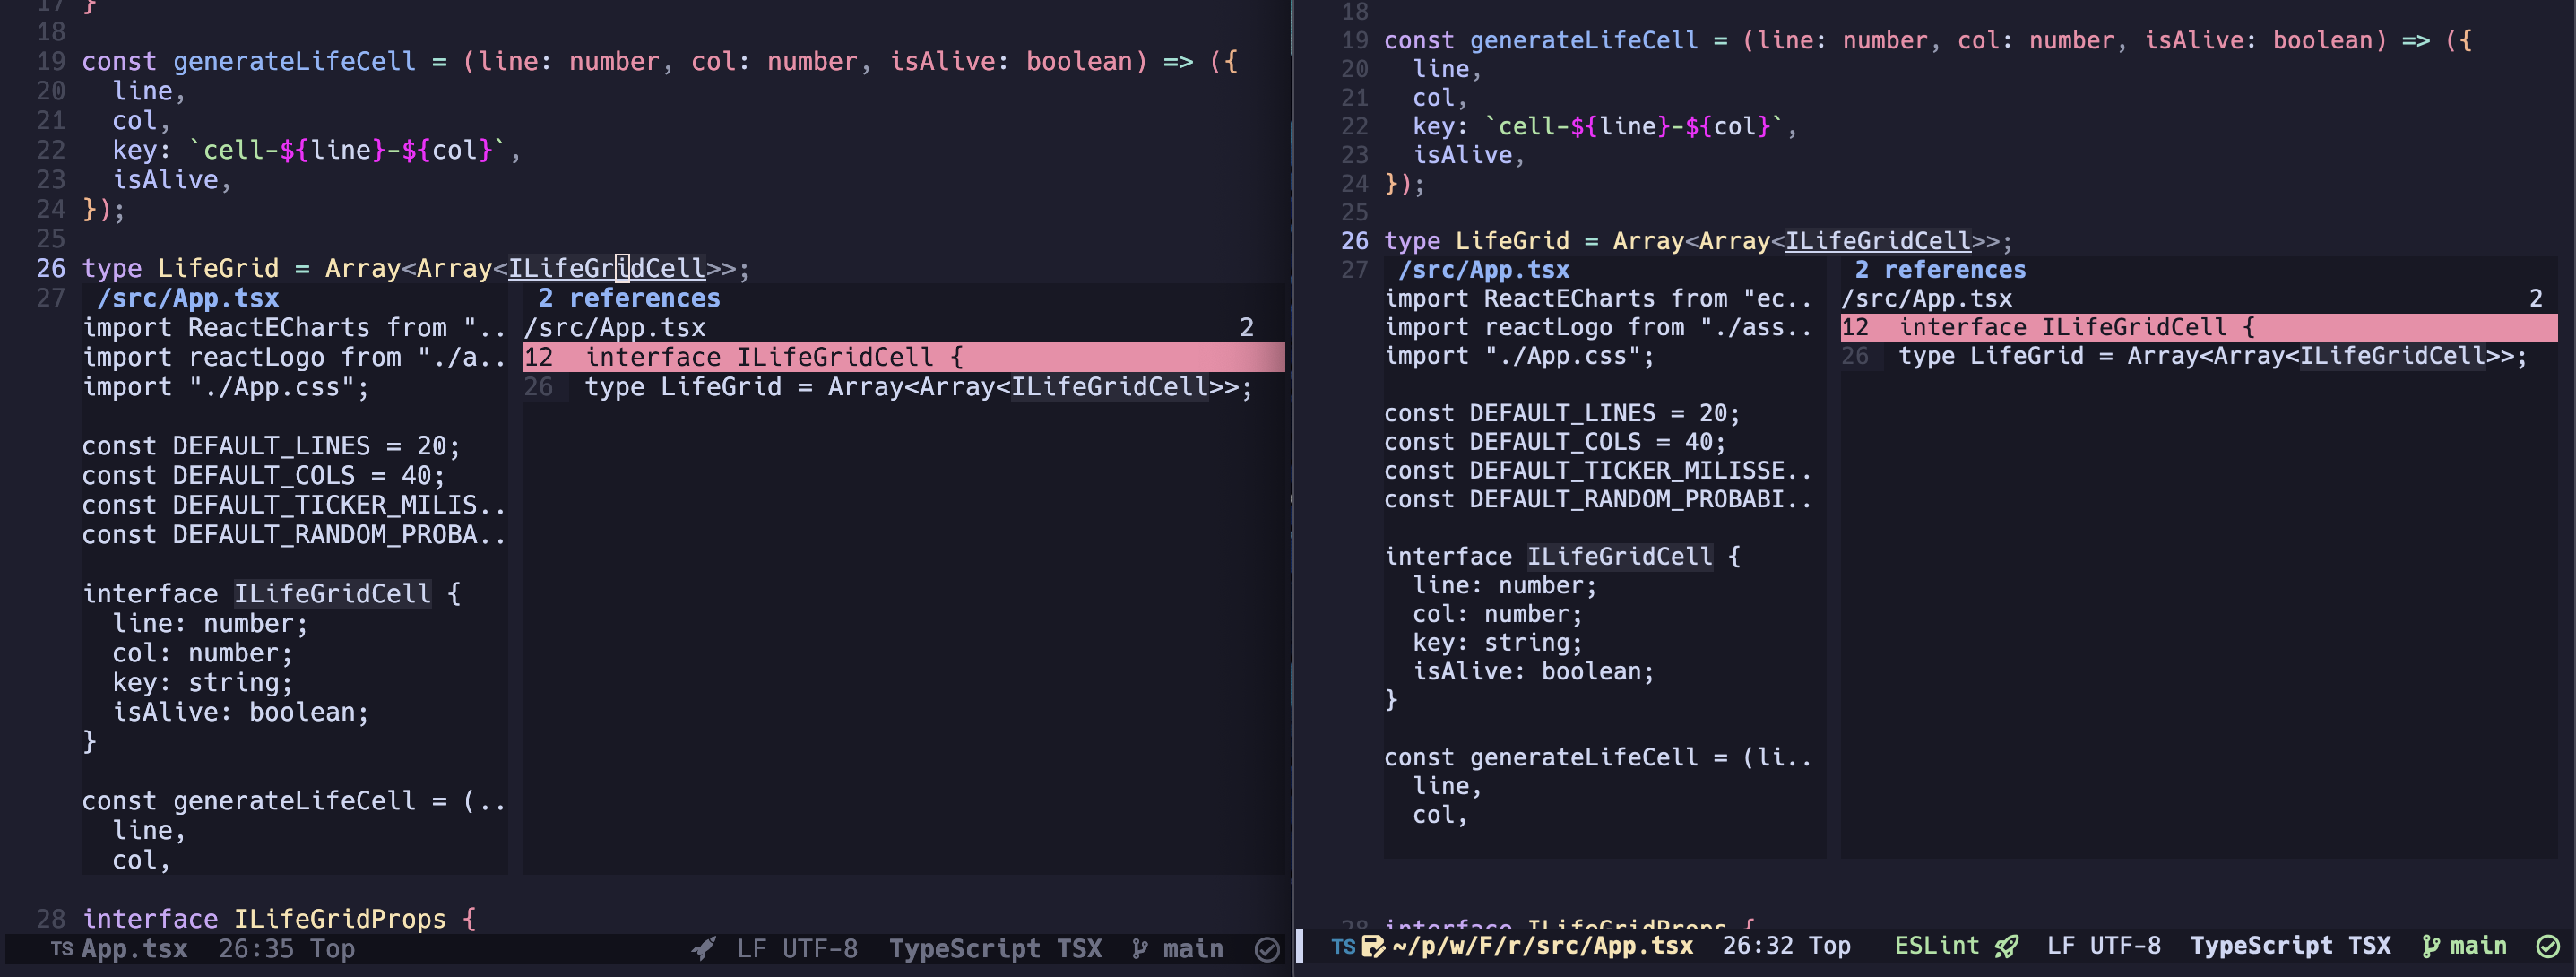 17 }
18
19 const generateLifeCell = (line: number, col: number, isAlive: boolean) => ({
20   line,
21   col,
22   key: `cell-${line}-${col}`,
23   isAlive,
24 });
25
26 type LifeGrid = Array<Array<ILifeGridCell>>;
27  /src/App.tsx
import ReactECharts from "..
import reactLogo from "./a..
import "./App.css";
const DEFAULT_LINES = 20;
const DEFAULT_COLS = 40;
const DEFAULT_TICKER_MILIS..
const DEFAULT_RANDOM_PROBA..
interface ILifeGridCell {
  line: number;
  col: number;
  key: string;
  isAlive: boolean;
}
const generateLifeCell = (..
  line,
  col,
2 references
/src/App.tsx 2
12  interface ILifeGridCell {
26  type LifeGrid = Array<Array<ILifeGridCell>>;
28 interface ILifeGridProps {
TS App.tsx  26:35 Top  LF UTF-8  TypeScript TSX  main
18
19 const generateLifeCell = (line: number, col: number, isAlive: boolean) => ({
20   line,
21   col,
22   key: `cell-${line}-${col}`,
23   isAlive,
24 });
25
26 type LifeGrid = Array<Array<ILifeGridCell>>;
27  /src/App.tsx
import ReactECharts from "ec..
import reactLogo from "./ass..
import "./App.css";
const DEFAULT_LINES = 20;
const DEFAULT_COLS = 40;
const DEFAULT_TICKER_MILISSE..
const DEFAULT_RANDOM_PROBABI..
interface ILifeGridCell {
  line: number;
  col: number;
  key: string;
  isAlive: boolean;
}
const generateLifeCell = (li..
  line,
  col,
2 references
/src/App.tsx 2
12  interface ILifeGridCell {
26  type LifeGrid = Array<Array<ILifeGridCell>>;
28 interface ILifeGridProps {
TS ~/p/w/F/r/src/App.tsx  26:32 Top  ESLint  LF UTF-8  TypeScript TSX  main